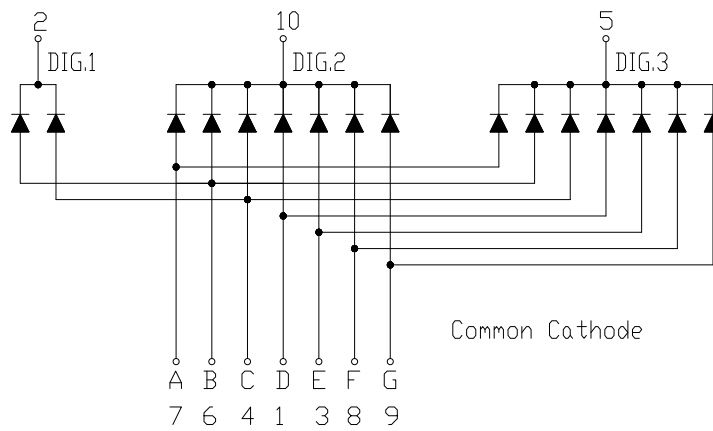 2 10 5
DIG.1 DIG.2 DIG.3
Common Cathode
A B C D E F G
7 6 4 1 3 8 9